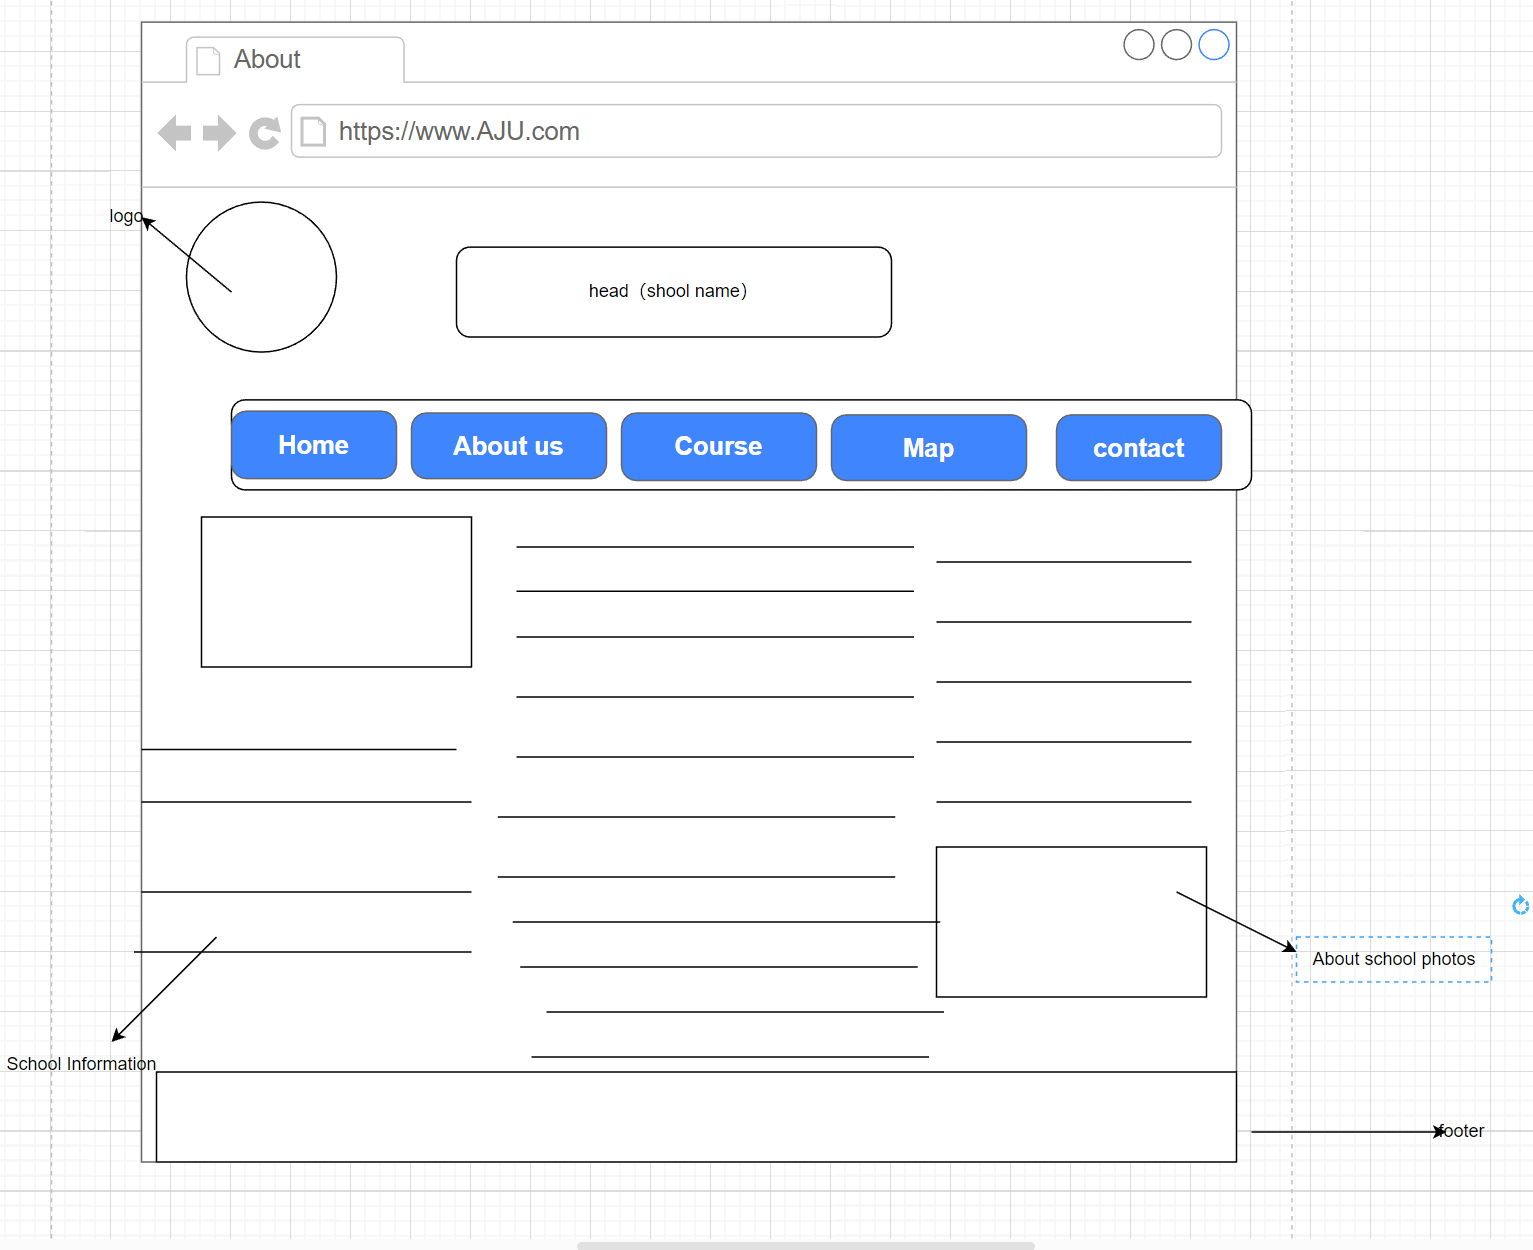 About
https://www.AJU.com
logo
head（shool name）
Home
About us
Course
Map
contact
About school photos
School Information
footer